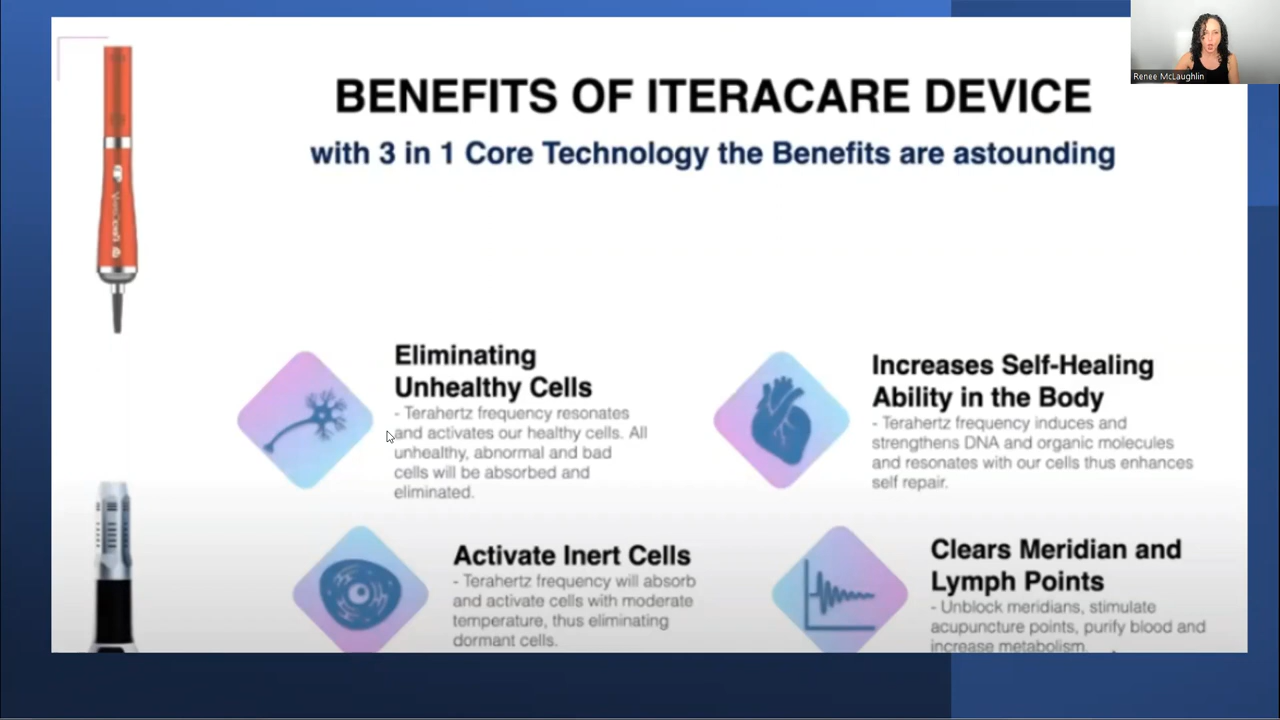 Renee McLaughlin
BENEFITS OF ITERACARE DEVICE
with 3 in 1 Core Technology the Benefits are astounding
Eliminating
Unhealthy Cells
- Terahertz frequency resonates
and activates our healthy cells. All
unhealthy, abnormal and bad
cells will be absorbed and
eliminated.
Increases Self-Healing
Ability in the Body
- Terahertz frequency induces and
strengthens DNA and organic molecules
and resonates with our cells thus enhances
self repair.
Activate Inert Cells
- Terahertz frequency will absorb
and activate cells with moderate
temperature, thus eliminating
dormant cells.
Clears Meridian and
Lymph Points
- Unblock meridians, stimulate
acupuncture points, purify blood and
increase metabolism.